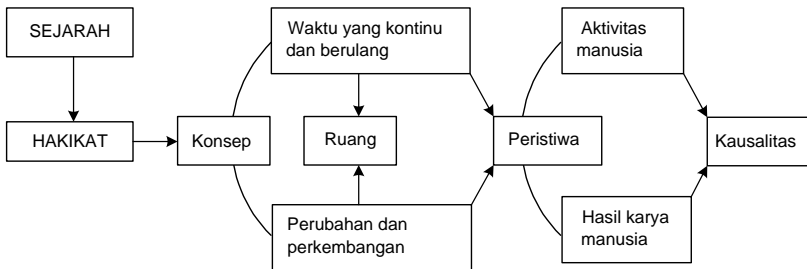 SEJARAH
HAKIKAT
Konsep
Waktu yang kontinu
dan berulang
Ruang
Perubahan dan
perkembangan
Peristiwa
Aktivitas
manusia
Hasil karya
manusia
Kausalitas